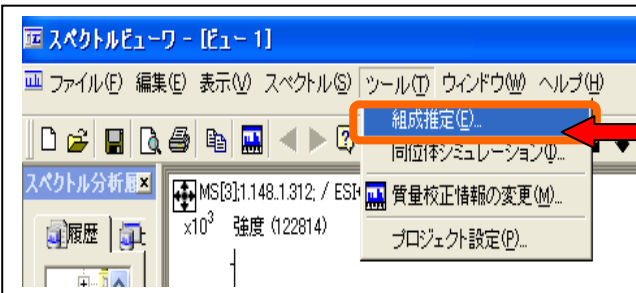 スペクトルビューワ - [ビュー 1]
ファイル(F) 編集(E) 表示(V) スペクトル(S) ツール(T) ウィンドウ(W) ヘルプ(H)
組成推定(E)...
同位体シミュレーション(I)...
質量校正情報の変更(M)...
プロジェクト設定(P)...
スペクトル分析履
履歴
MS[3];1.148..1.312; / ESI+
x10³ 強度 (122814)